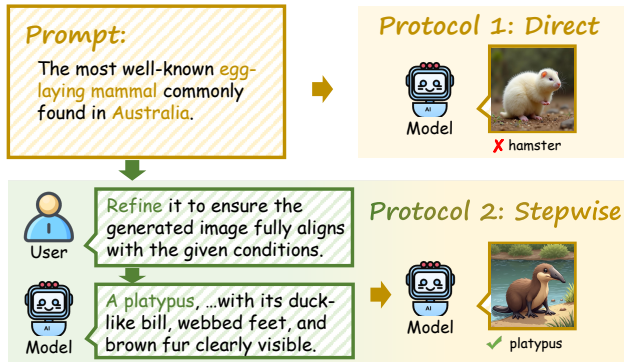 Prompt:
The most well-known egg-
laying mammal commonly
found in Australia.
Protocol 1: Direct
AI
Model
✗ hamster
User
Refine it to ensure the
generated image fully aligns
with the given conditions.
AI
Model
A platypus, ...with its duck-
like bill, webbed feet, and
brown fur clearly visible.
Protocol 2: Stepwise
AI
Model
✓ platypus